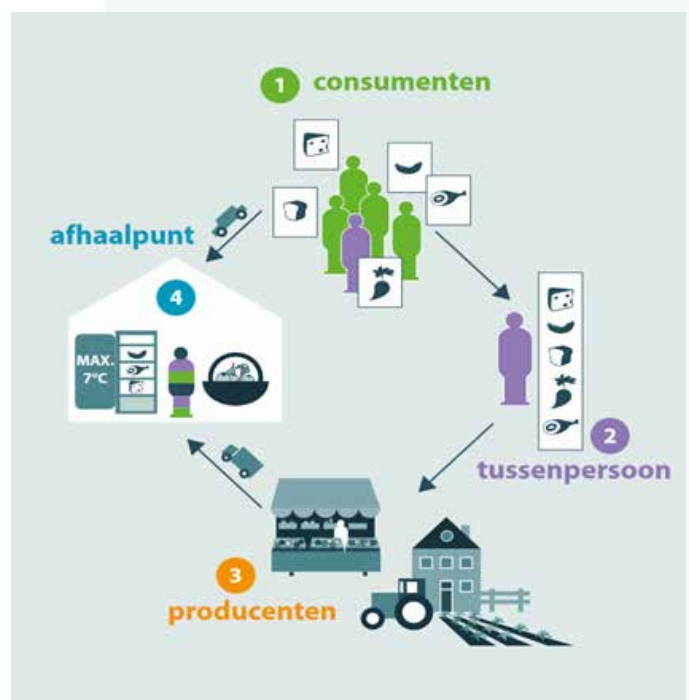 1 consumenten
afhaalpunt
4
MAX.
7°C
2
tussenpersoon
3
producenten